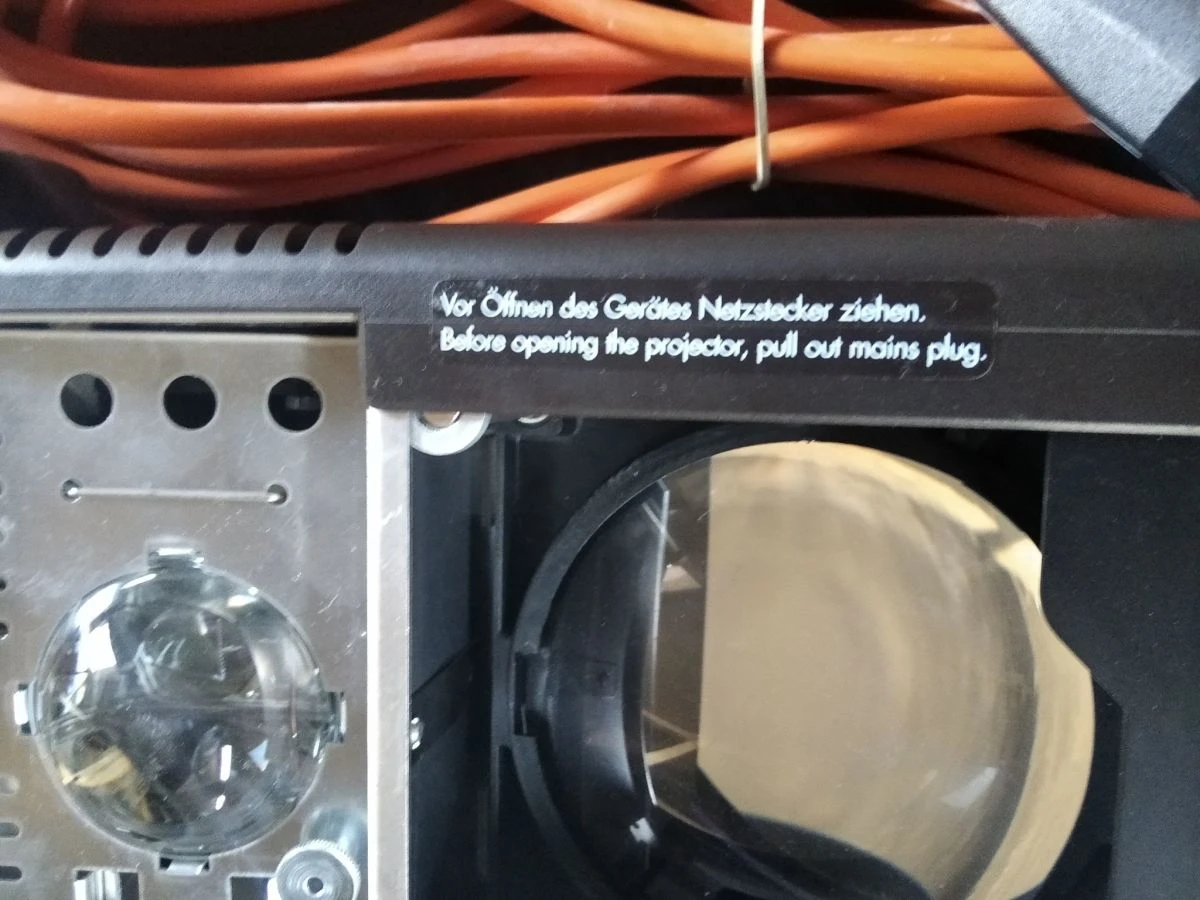 Vor Öffnen des Gerätes Netzstecker ziehen.
Before opening the projector, pull out mains plug.